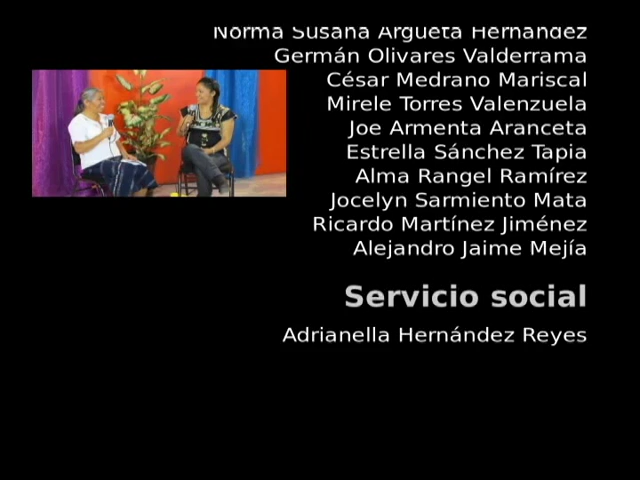 Norma Susana Argueta Hernández
Germán Olivares Valderrama
César Medrano Mariscal
Mirele Torres Valenzuela
Joe Armenta Aranceta
Estrella Sánchez Tapia
Alma Rangel Ramírez
Jocelyn Sarmiento Mata
Ricardo Martínez Jiménez
Alejandro Jaime Mejía
Servicio social
Adrianella Hernández Reyes